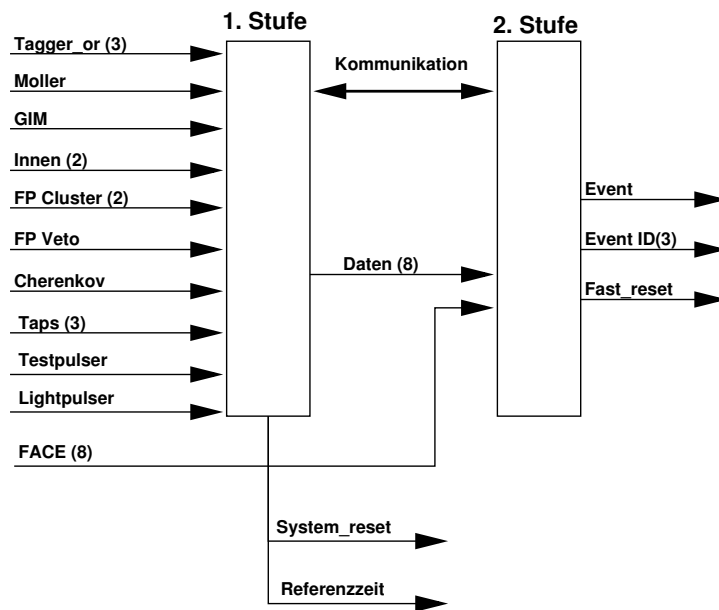 1. Stufe
2. Stufe
Tagger_or (3)
Moller
GIM
Innen (2)
FP Cluster (2)
FP Veto
Cherenkov
Taps (3)
Testpulser
Lightpulser
FACE (8)
Kommunikation
Daten (8)
Event
Event ID(3)
Fast_reset
System_reset
Referenzzeit